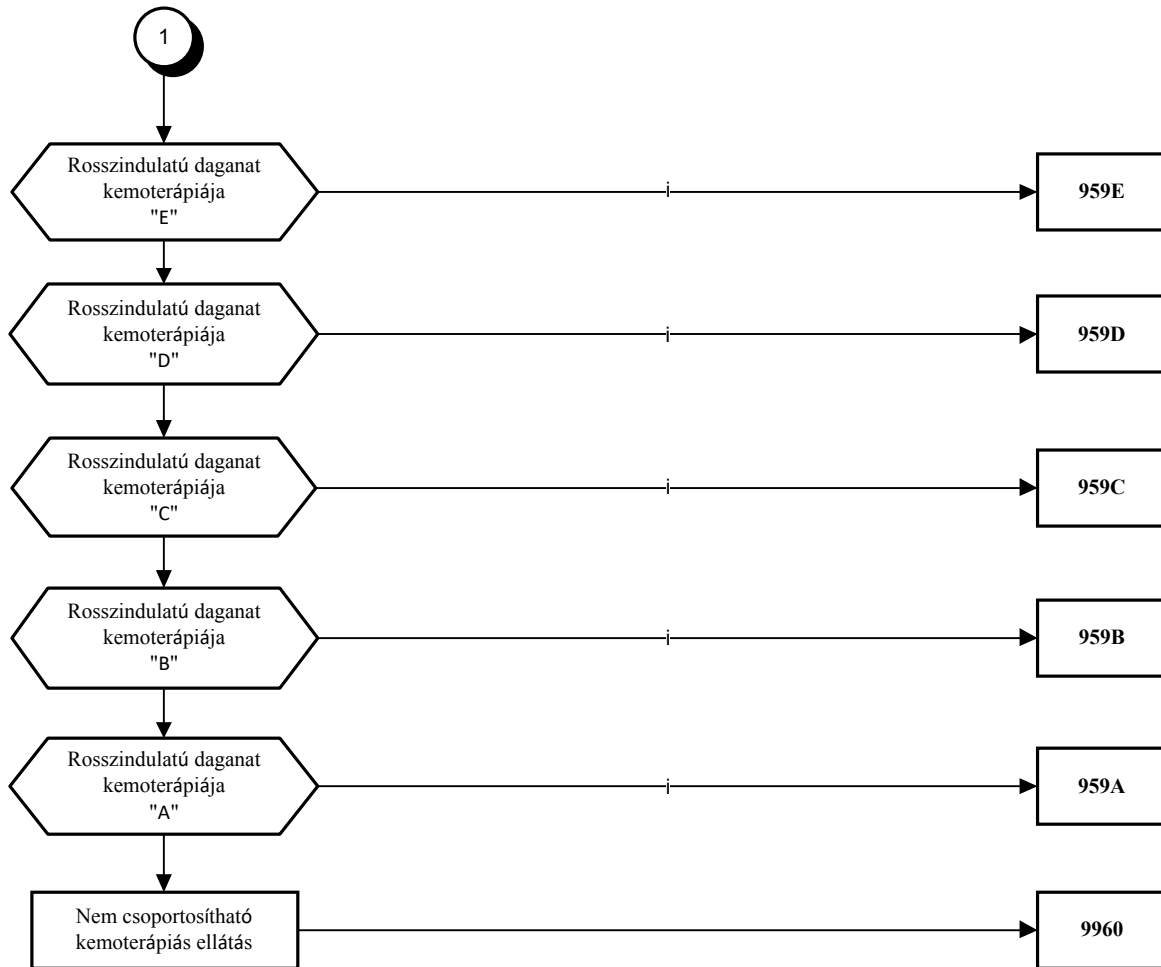 1
Rosszindulatú daganat
kemoterápiája
"E"
i
959E
Rosszindulatú daganat
kemoterápiája
"D"
i
959D
Rosszindulatú daganat
kemoterápiája
"C"
i
959C
Rosszindulatú daganat
kemoterápiája
"B"
i
959B
Rosszindulatú daganat
kemoterápiája
"A"
i
959A
Nem csoportosítható
kemoterápiás ellátás
9960